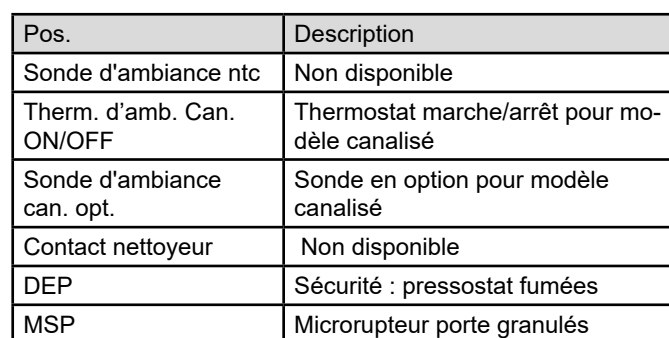 Pos. Description
Sonde d'ambiance ntc Non disponible
Therm. d’amb. Can. Thermostat marche/arrêt pour mo-
ON/OFF dèle canalisé
Sonde d'ambiance Sonde en option pour modèle
can. opt. canalisé
Contact nettoyeur Non disponible
DEP Sécurité : pressostat fumées
MSP Microrupteur porte granulés